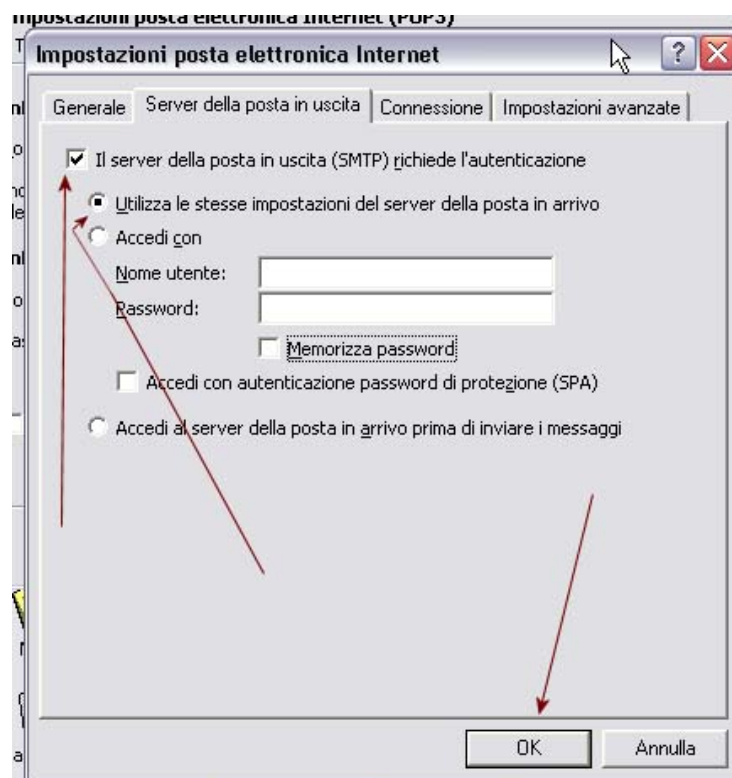 Impostazioni posta elettronica Internet (POP3)
Impostazioni posta elettronica Internet
Generale Server della posta in uscita Connessione Impostazioni avanzate
Il server della posta in uscita (SMTP) richiede l'autenticazione
Utilizza le stesse impostazioni del server della posta in arrivo
Accedi con
Nome utente:
Password:
Memorizza password
Accedi con autenticazione password di protezione (SPA)
Accedi al server della posta in arrivo prima di inviare i messaggi
OK Annulla